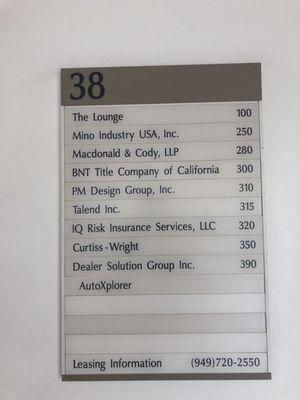 38
The Lounge 100
Mino Industry USA, Inc. 250
Macdonald & Cody, LLP 280
BNT Title Company of California 300
PM Design Group, Inc. 310
Talend Inc. 315
IQ Risk Insurance Services, LLC 320
Curtiss-Wright 350
Dealer Solution Group Inc. 390
AutoXplorer
Leasing Information (949)720-2550